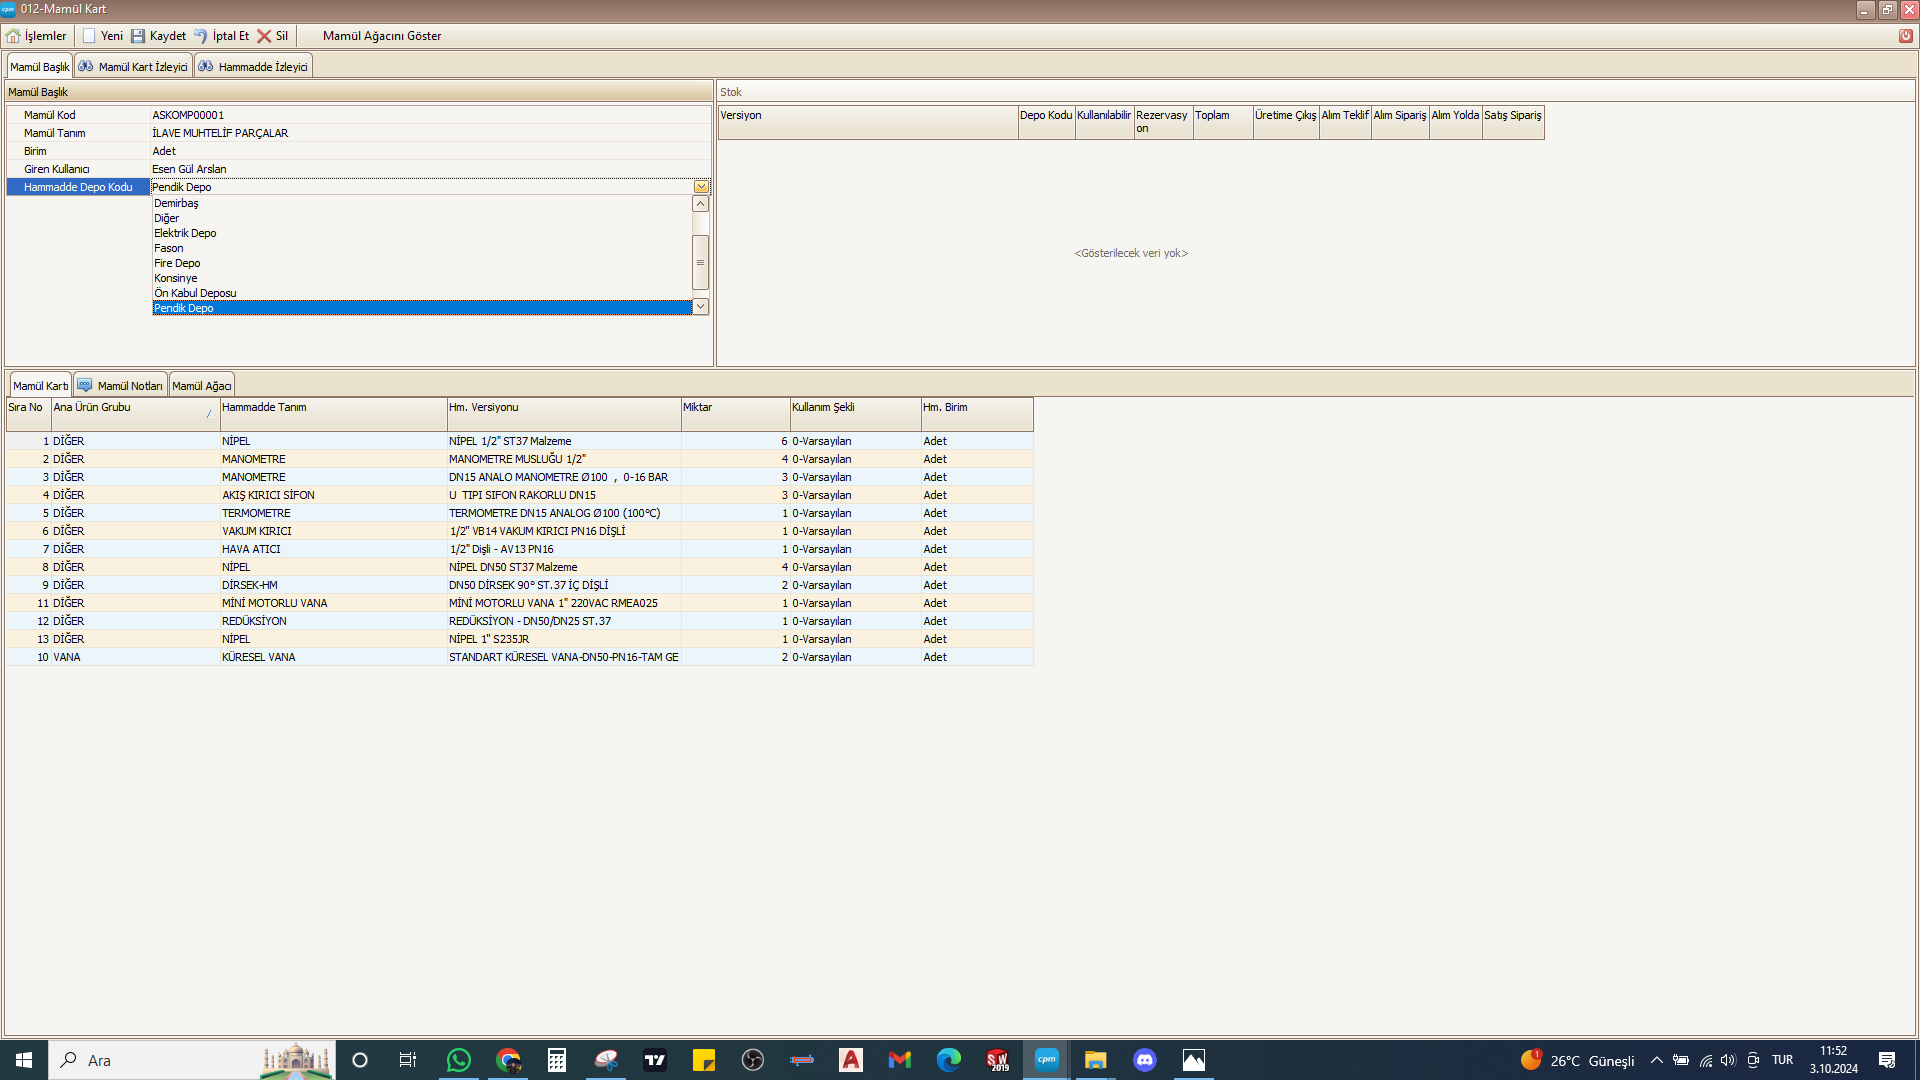 012-Mamül Kart
İşlemler Yeni Kaydet İptal Et Sil Mamül Ağacını Göster
Mamül Başlık Mamül Kart İzleyici Hammadde İzleyici
Mamül Başlık
Mamül Kod ASKOMP00001
Mamül Tanım İLAVE MUHTELİF PARÇALAR
Birim Adet
Giren Kullanıcı Esen Gül Arslan
Hammadde Depo Kodu Pendik Depo
Demirbaş
Diğer
Elektrik Depo
Fason
Fire Depo
Konsinye
Ön Kabul Deposu
Pendik Depo
Stok
Versiyon Depo Kodu Kullanılabilir Rezervasyon Toplam Üretime Çıkış Alım Teklif Alım Sipariş Alım Yolda Satış Sipariş
<Gösterilecek veri yok>
Mamül Kartı Mamül Notları Mamül Ağacı
Sıra No Ana Ürün Grubu Hammadde Tanım Hm. Versiyonu Miktar Kullanım Şekli Hm. Birim
1 DİĞER NİPEL NİPEL 1/2" ST37 Malzeme 6 0-Varsayılan Adet
2 DİĞER MANOMETRE MANOMETRE MUSLUĞU 1/2" 4 0-Varsayılan Adet
3 DİĞER MANOMETRE DN15 ANALO MANOMETRE Ø100 , 0-16 BAR 3 0-Varsayılan Adet
4 DİĞER AKIŞ KIRICI SİFON U TIPI SIFON RAKORLU DN15 3 0-Varsayılan Adet
5 DİĞER TERMOMETRE TERMOMETRE DN15 ANALOG Ø100 (100°C) 1 0-Varsayılan Adet
6 DİĞER VAKUM KIRICI 1/2" VB14 VAKUM KIRICI PN16 DİŞLİ 1 0-Varsayılan Adet
7 DİĞER HAVA ATICI 1/2" Dişli - AV13 PN16 1 0-Varsayılan Adet
8 DİĞER NİPEL NİPEL DN50 ST37 Malzeme 4 0-Varsayılan Adet
9 DİĞER DİRSEK-HM DN50 DİRSEK 90° ST.37 İÇ DİŞLİ 2 0-Varsayılan Adet
11 DİĞER MİNİ MOTORLU VANA MİNİ MOTORLU VANA 1" 220VAC RMEA025 1 0-Varsayılan Adet
12 DİĞER REDÜKSİYON REDÜKSİYON - DN50/DN25 ST.37 1 0-Varsayılan Adet
13 DİĞER NİPEL NİPEL 1" S235JR 1 0-Varsayılan Adet
10 VANA KÜRESEL VANA STANDART KÜRESEL VANA-DN50-PN16-TAM GE 2 0-Varsayılan Adet
Ara
SW 2019
cpm
1
26°C Güneşli
TUR
11:52
3.10.2024